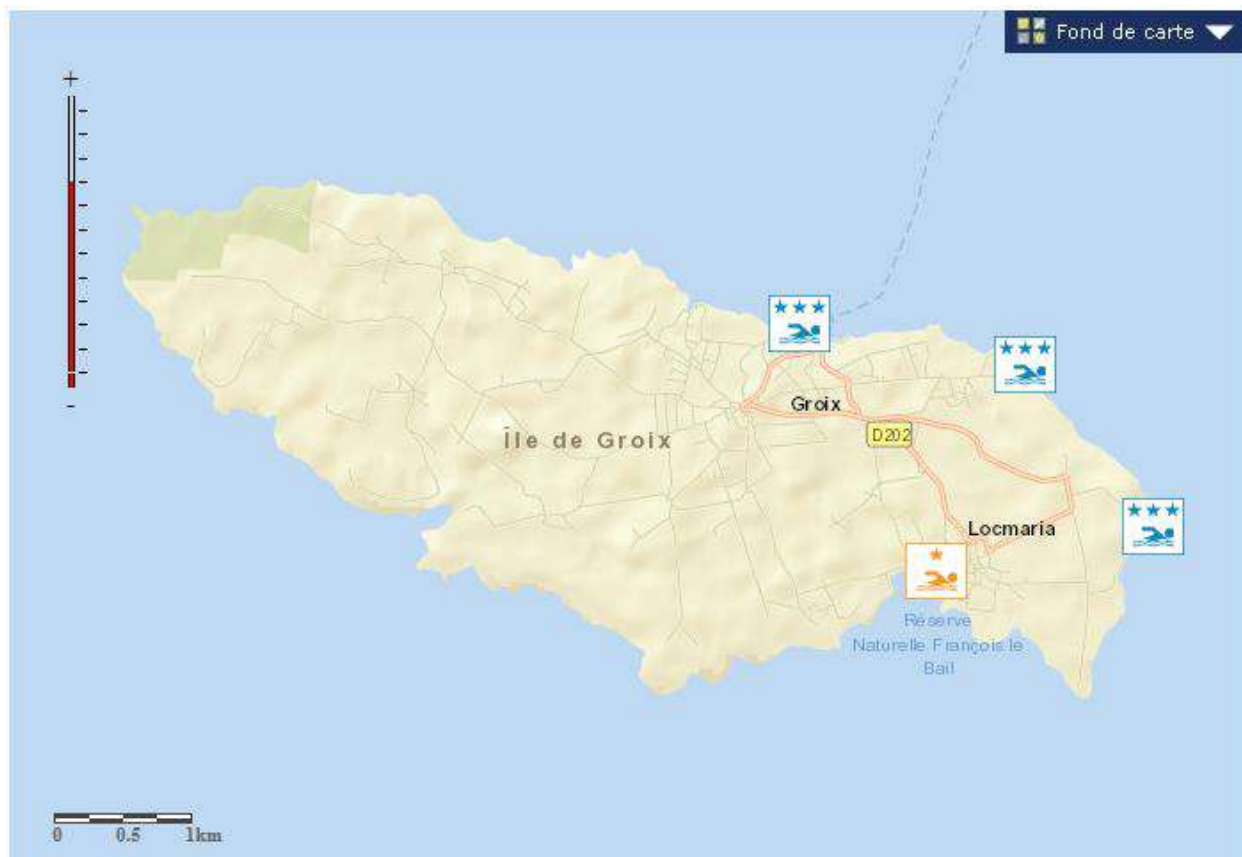 Fond de carte
+
-
Groix
Île de Groix
D202
Locmaria
Réserve
Naturelle François le
Bail
0 0.5 1km